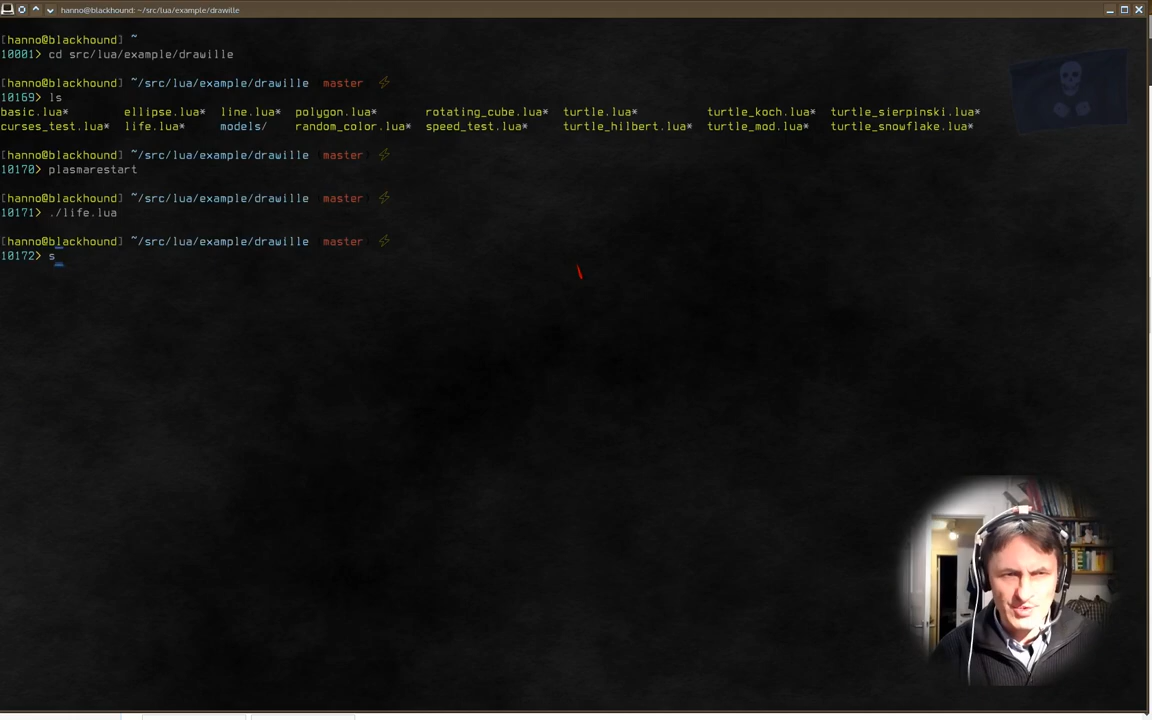 hanno@blackhound: ~/src/lua/example/drawille
[hanno@blackhound] ~
10001> cd src/lua/example/drawille
[hanno@blackhound] ~/src/lua/example/drawille master ⚡
10169> ls
basic.lua* ellipse.lua* line.lua* polygon.lua* rotating_cube.lua* turtle.lua* turtle_koch.lua* turtle_sierpinski.lua*
curses_test.lua* life.lua* models/ random_color.lua* speed_test.lua* turtle_hilbert.lua* turtle_mod.lua* turtle_snowflake.lua*
[hanno@blackhound] ~/src/lua/example/drawille master ⚡
10170> plasmarestart
[hanno@blackhound] ~/src/lua/example/drawille master ⚡
10171> ./life.lua
[hanno@blackhound] ~/src/lua/example/drawille master ⚡
10172> s